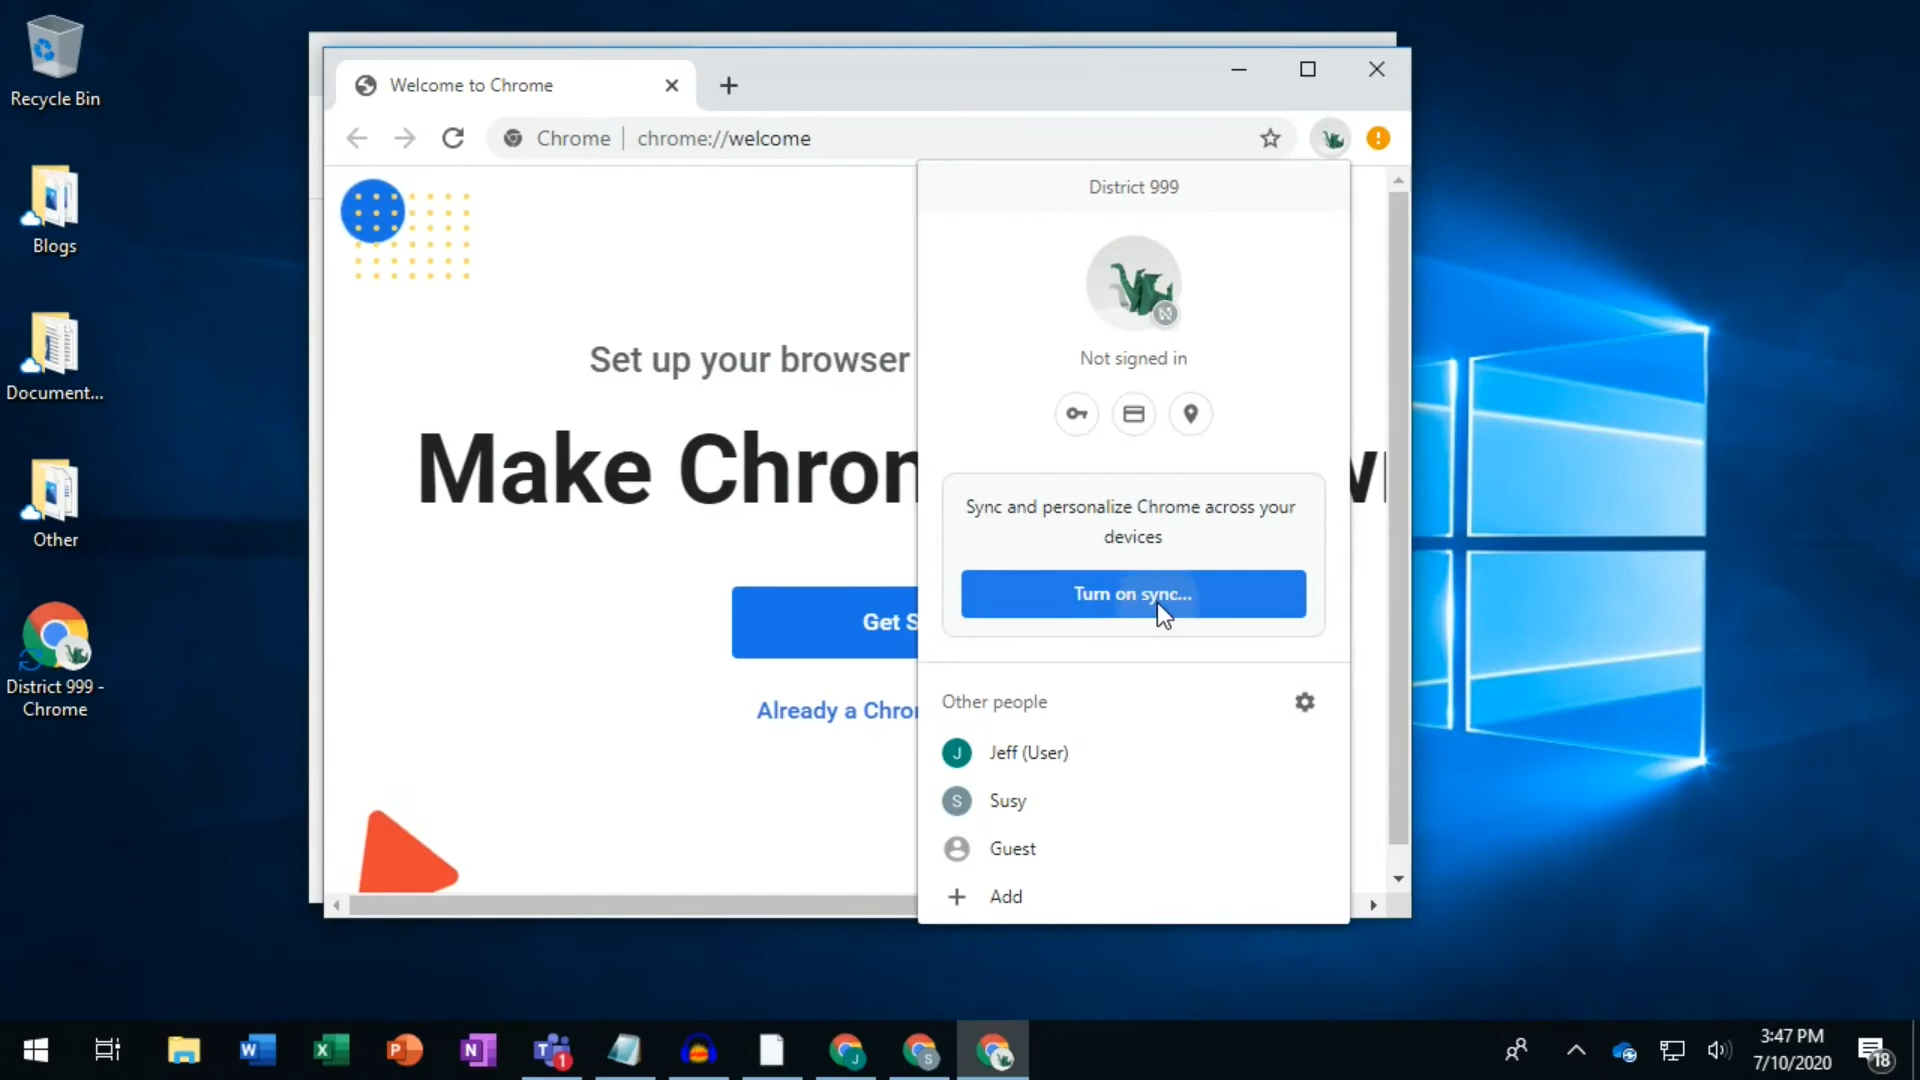 Recycle Bin
Blogs
Document...
Other
District 999 -
Chrome
Welcome to Chrome
Chrome
chrome://welcome
Set up your browser
Make Chrom
Get S
Already a Chro
District 999
Not signed in
Sync and personalize Chrome across your
devices
Turn on sync...
Other people
J
Jeff (User)
S
Susy
Guest
Add
W
X
P
N
T
1
J
S
3:47 PM
7/10/2020
18